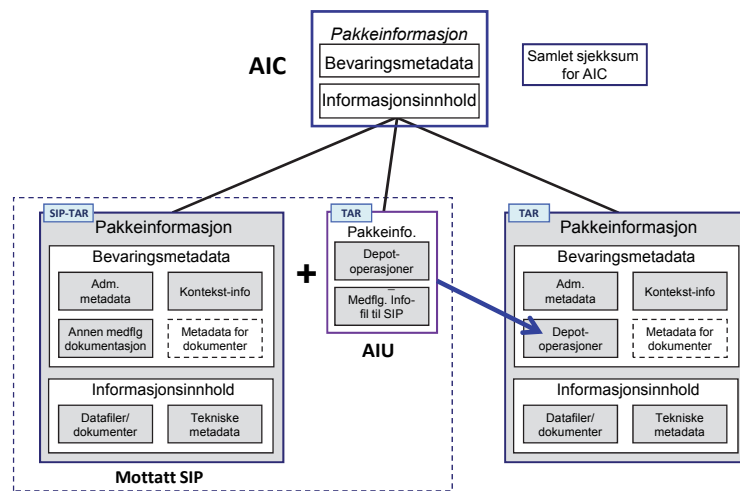 AIC
Pakkeinformasjon
Bevaringsmetadata
Informasjonsinnhold
Samlet sjekksum
for AIC
SIP-TAR
Pakkeinformasjon
Bevaringsmetadata
Adm.
metadata
Kontekst-info
Annen medflg
dokumentasjon
Metadata for
dokumenter
Informasjonsinnhold
Datafiler/
dokumenter
Tekniske
metadata
+
TAR
Pakkeinfo.
Depot-
operasjoner
Medflg. Info-
fil til SIP
AIU
Mottatt SIP
TAR
Pakkeinformasjon
Bevaringsmetadata
Adm.
metadata
Kontekst-info
Depot-
operasjoner
Metadata for
dokumenter
Informasjonsinnhold
Datafiler/
dokumenter
Tekniske
metadata